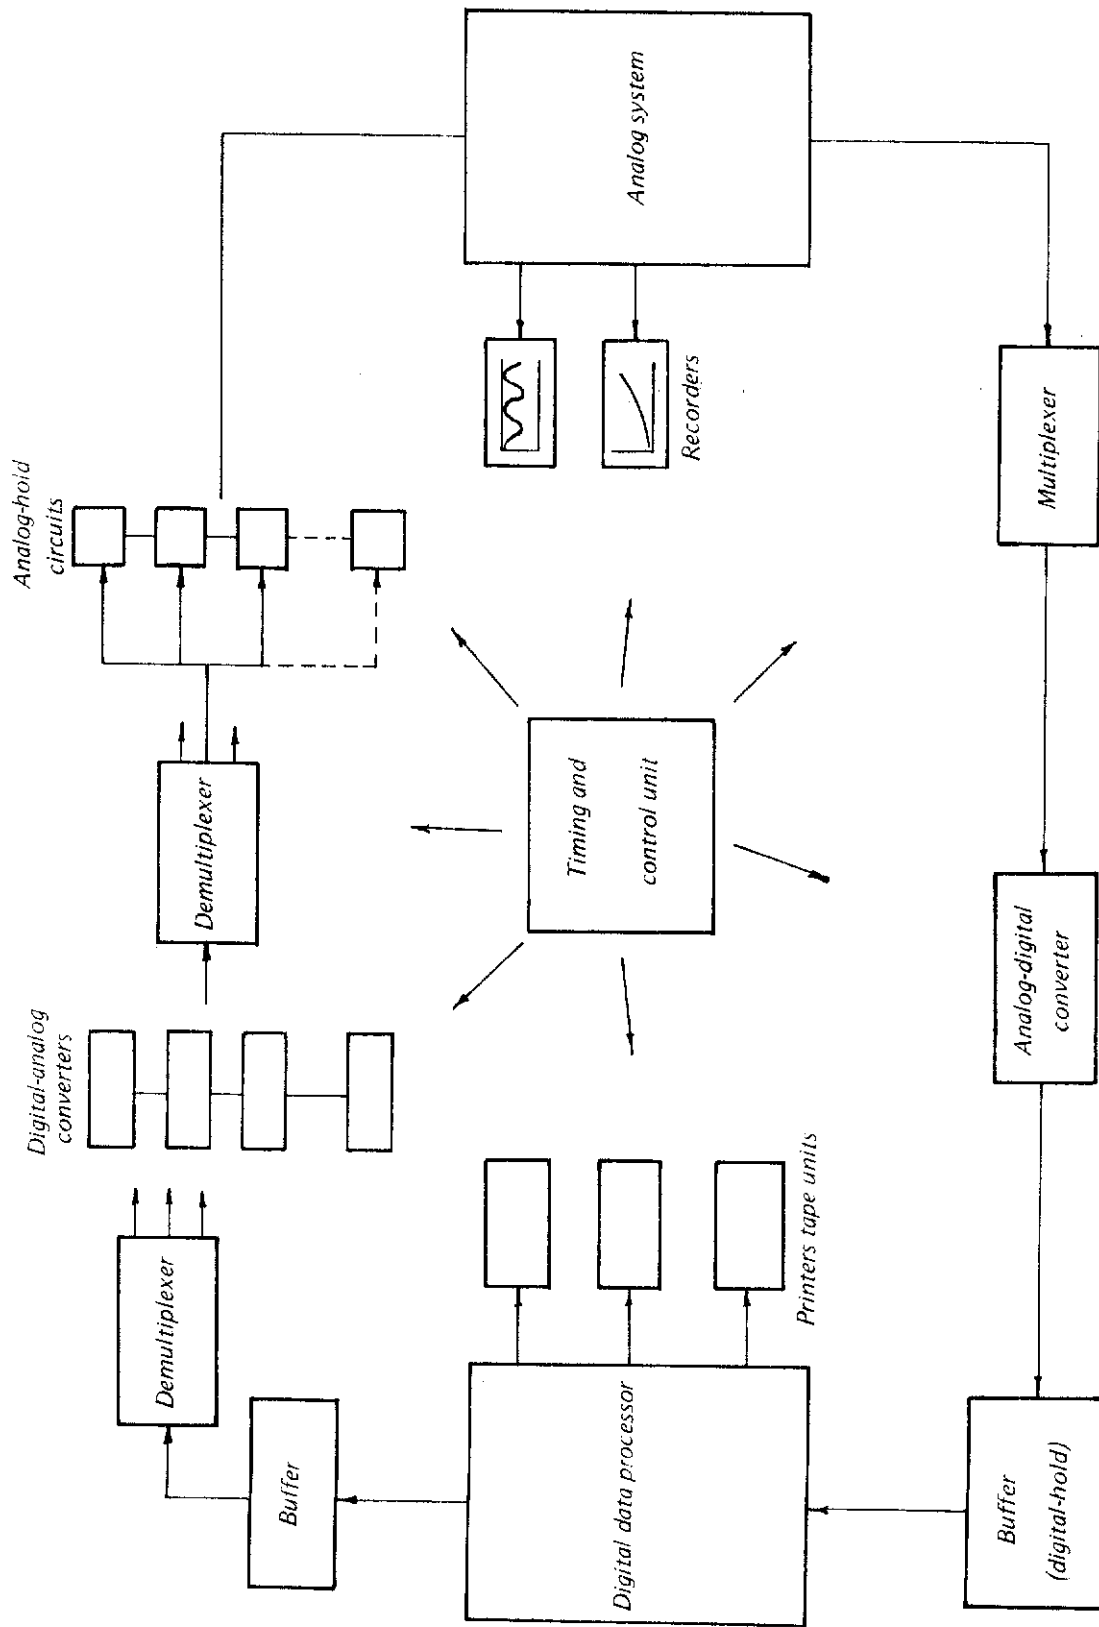 Digital-analog
converters
Analog-hold
circuits
Demultiplexer
Demultiplexer
Buffer
Digital data processor
Printers tape units
Timing and
control unit
Recorders
Analog system
Buffer
(digital-hold)
Analog-digital
converter
Multiplexer